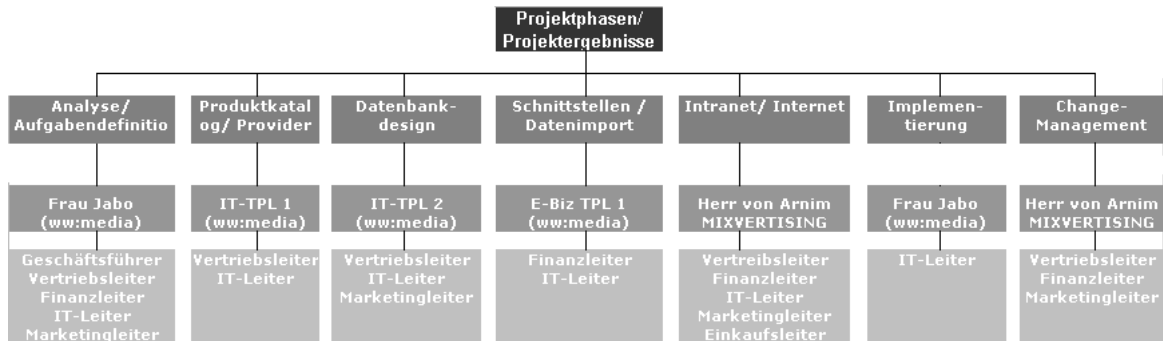 Projektphasen/
Projektergebnisse
Analyse/
Aufgabendefinitio
Produktkatal
og/ Provider
Datenbank-
design
Schnittstellen /
Datenimport
Intranet/ Internet
Implemen-
tierung
Change-
Management
Frau Jabo
(ww:media)
IT-TPL 1
(ww:media)
IT-TPL 2
(ww:media)
E-Biz TPL 1
(ww:media)
Herr von Arnim
MIXVERTISING
Frau Jabo
(ww:media)
Herr von Arnim
MIXVERTISING
Geschäftsführer
Vertriebsleiter
Finanzleiter
IT-Leiter
Marketingleiter
Vertriebsleiter
IT-Leiter
Vertriebsleiter
IT-Leiter
Marketingleiter
Finanzleiter
IT-Leiter
Vertreibsleiter
Finanzleiter
IT-Leiter
Marketingleiter
Einkaufsleiter
IT-Leiter
Vertriebsleiter
Finanzleiter
Marketingleiter